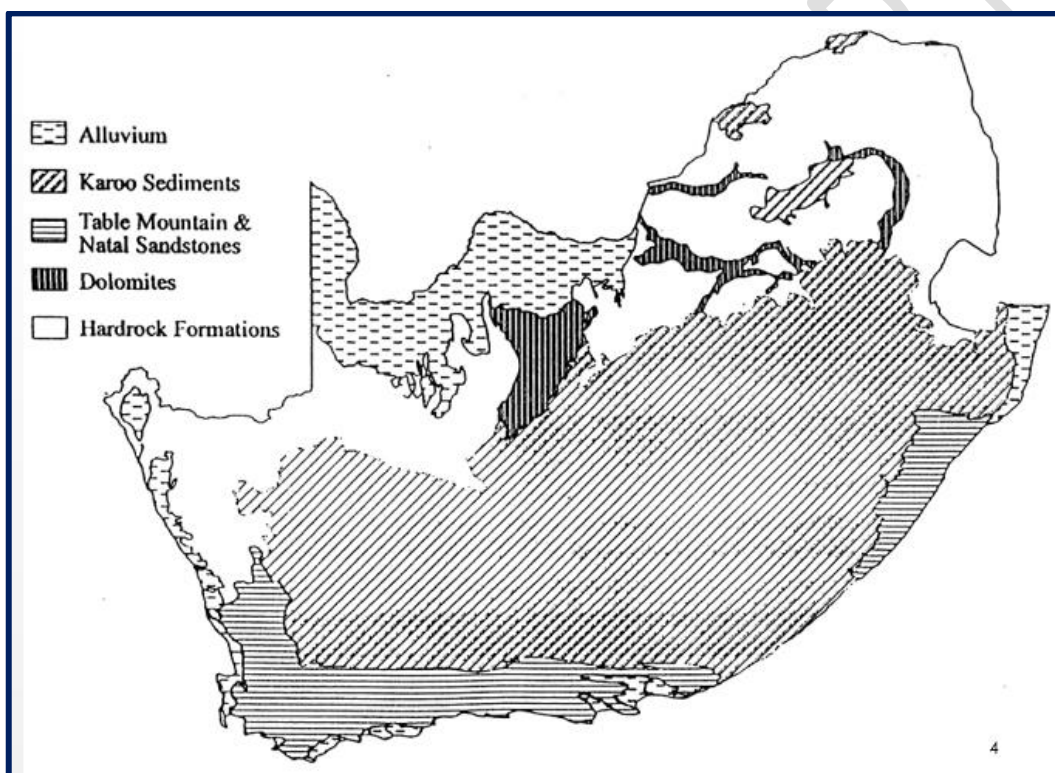 Alluvium
Karoo Sediments
Table Mountain &
Natal Sandstones
Dolomites
Hardrock Formations
4